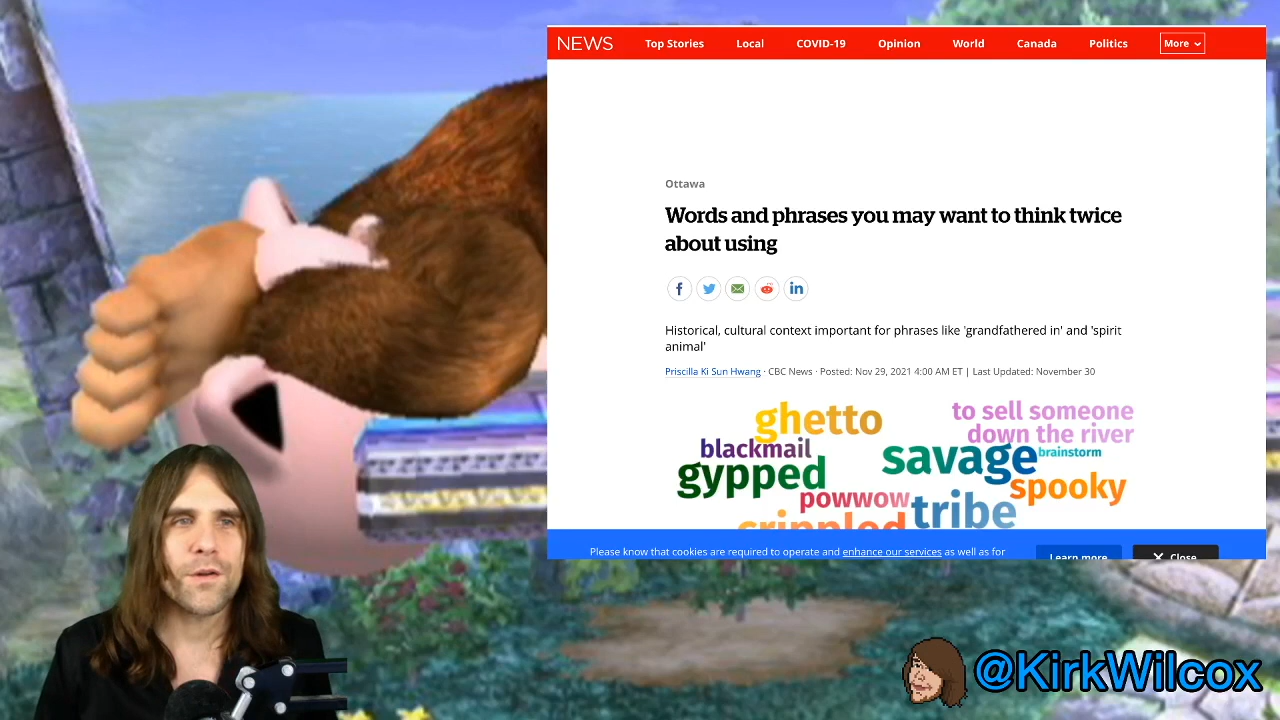 NEWS Top Stories Local COVID-19 Opinion World Canada Politics More
Ottawa
Words and phrases you may want to think twice
about using
Historical, cultural context important for phrases like 'grandfathered in' and 'spirit
animal'
Priscilla Ki Sun Hwang · CBC News · Posted: Nov 29, 2021 4:00 AM ET | Last Updated: November 30
ghetto
to sell someone
down the river
blackmail
savage
brainstorm
gypped
spooky
powwow
tribe
crippled
Please know that cookies are required to operate and enhance our services as well as for
Learn more
Close
@KirkWilcox